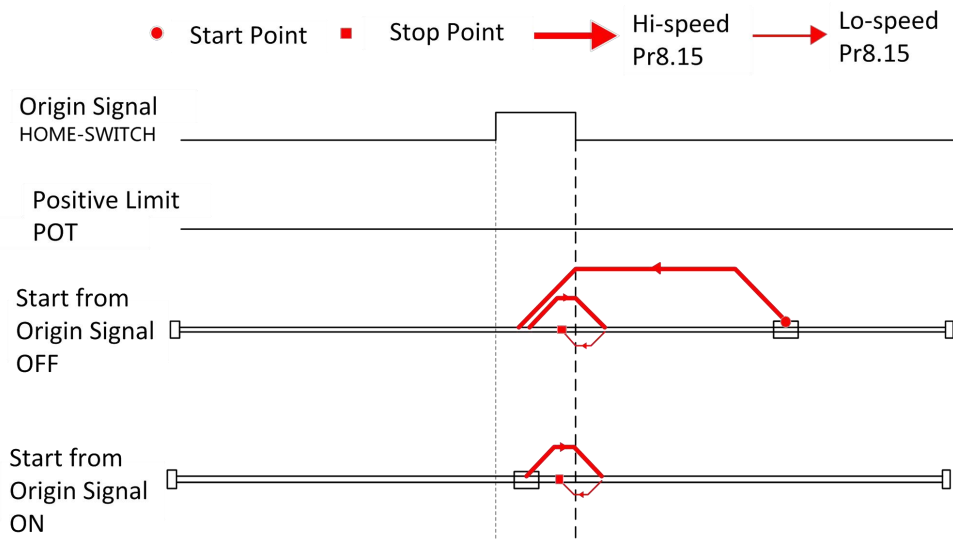 Start Point
Stop Point
Hi-speed
Pr8.15
Lo-speed
Pr8.15
Origin Signal
HOME-SWITCH
Positive Limit
POT
Start from
Origin Signal
OFF
Start from
Origin Signal
ON